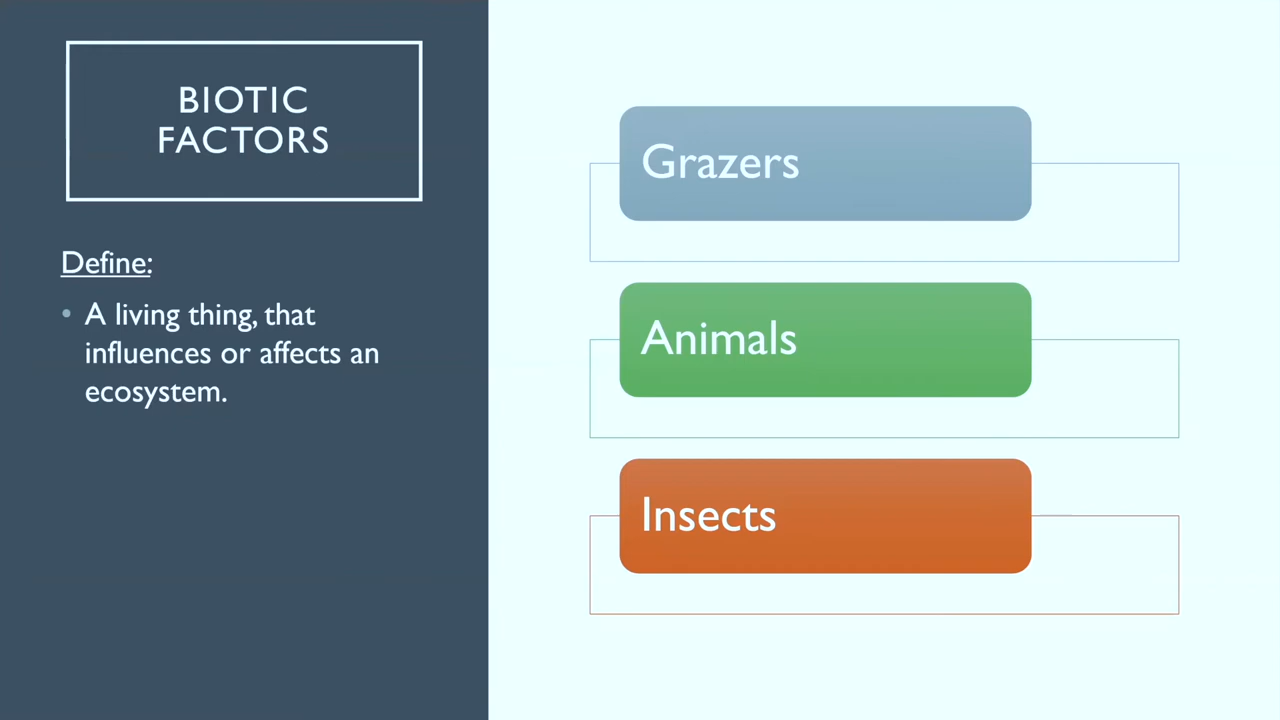 BIOTIC
FACTORS
Define:
• A living thing, that
influences or affects an
ecosystem.
Grazers
Animals
Insects